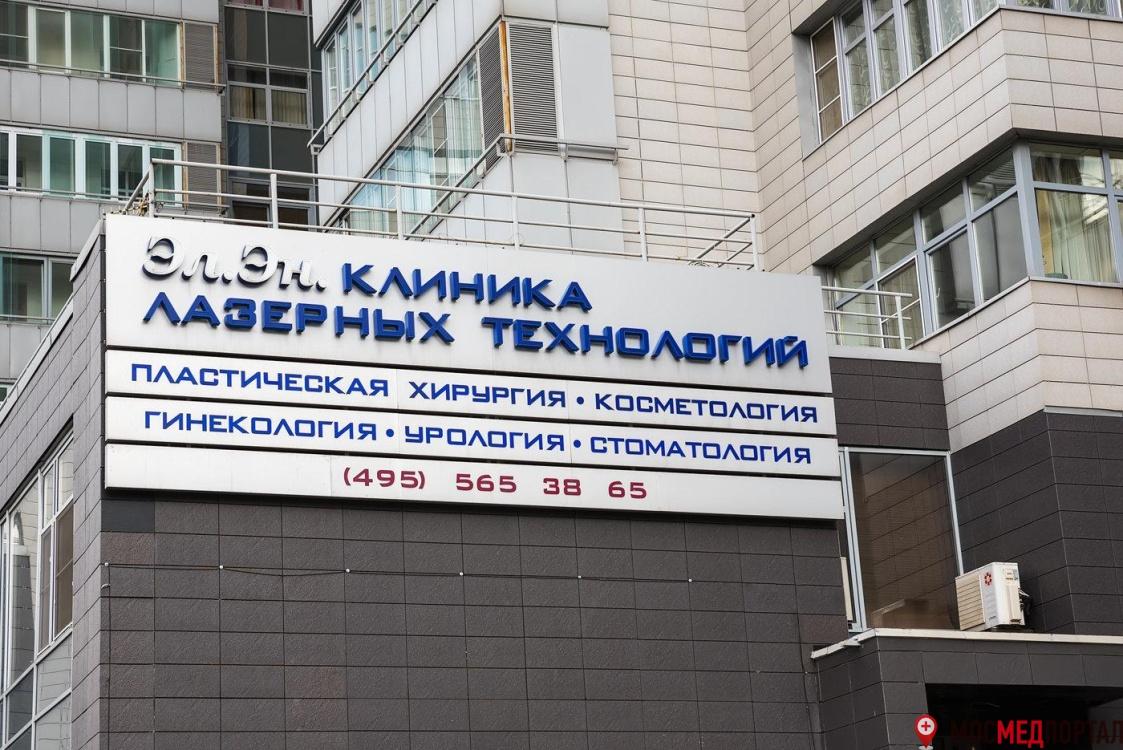 Эл.Эн. КЛИНИКА
ЛАЗЕРНЫХ ТЕХНОЛОГИЙ
ПЛАСТИЧЕСКАЯ ХИРУРГИЯ • КОСМЕТОЛОГИЯ
ГИНЕКОЛОГИЯ • УРОЛОГИЯ • СТОМАТОЛОГИЯ
(495) 565 38 65
МОСМЕДПОРТАЛ